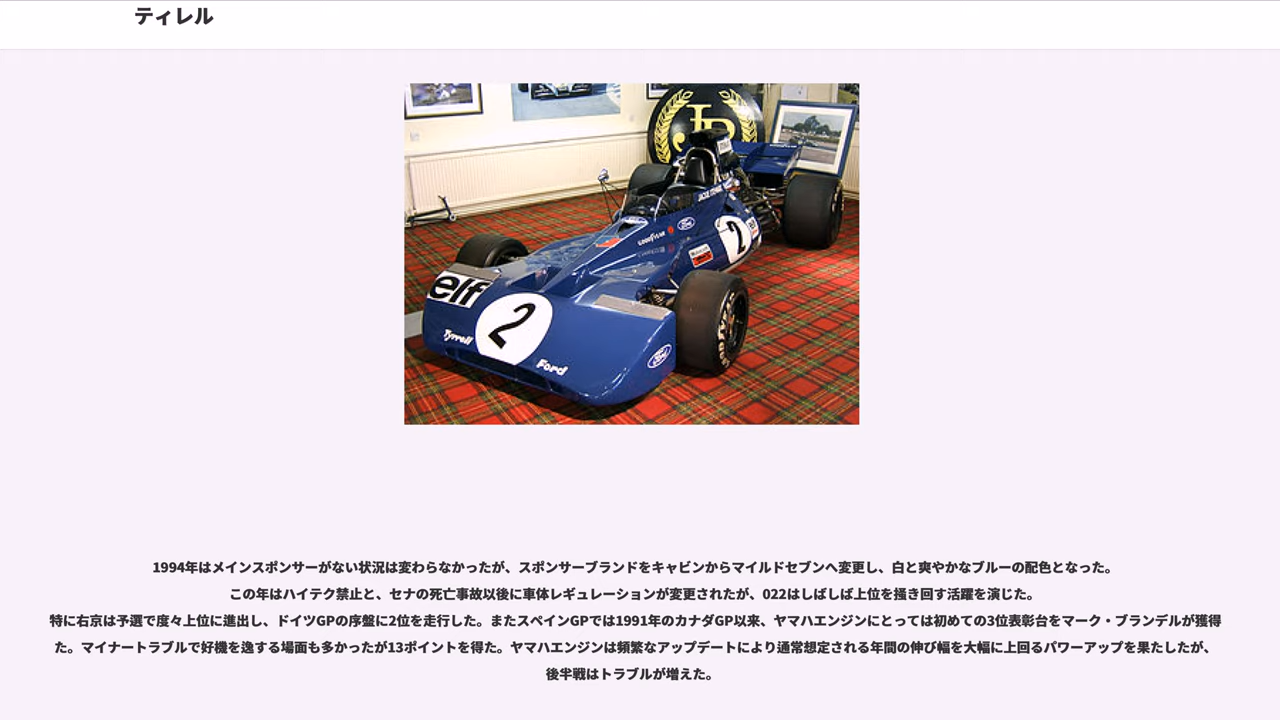 ティレル
JACKIE STEWART
elf
2
Tyrrell
Ford
GOODYEAR
Ford
2
Ford
1994年はメインスポンサーがない状況は変わらなかったが、スポンサーブランドをキャビンからマイルドセブンへ変更し、白と爽やかなブルーの配色となった。
この年はハイテク禁止と、セナの死亡事故以後に車体レギュレーションが変更されたが、022はしばしば上位を掻き回す活躍を演じた。
特に右京は予選で度々上位に進出し、ドイツGPの序盤に2位を走行した。またスペインGPでは1991年のカナダGP以来、ヤマハエンジンにとっては初めての3位表彰台をマーク・ブランデルが獲得
た。マイナートラブルで好機を逸する場面も多かったが13ポイントを得た。ヤマハエンジンは頻繁なアップデートにより通常想定される年間の伸び幅を大幅に上回るパワーアップを果たしたが、
後半戦はトラブルが増えた。